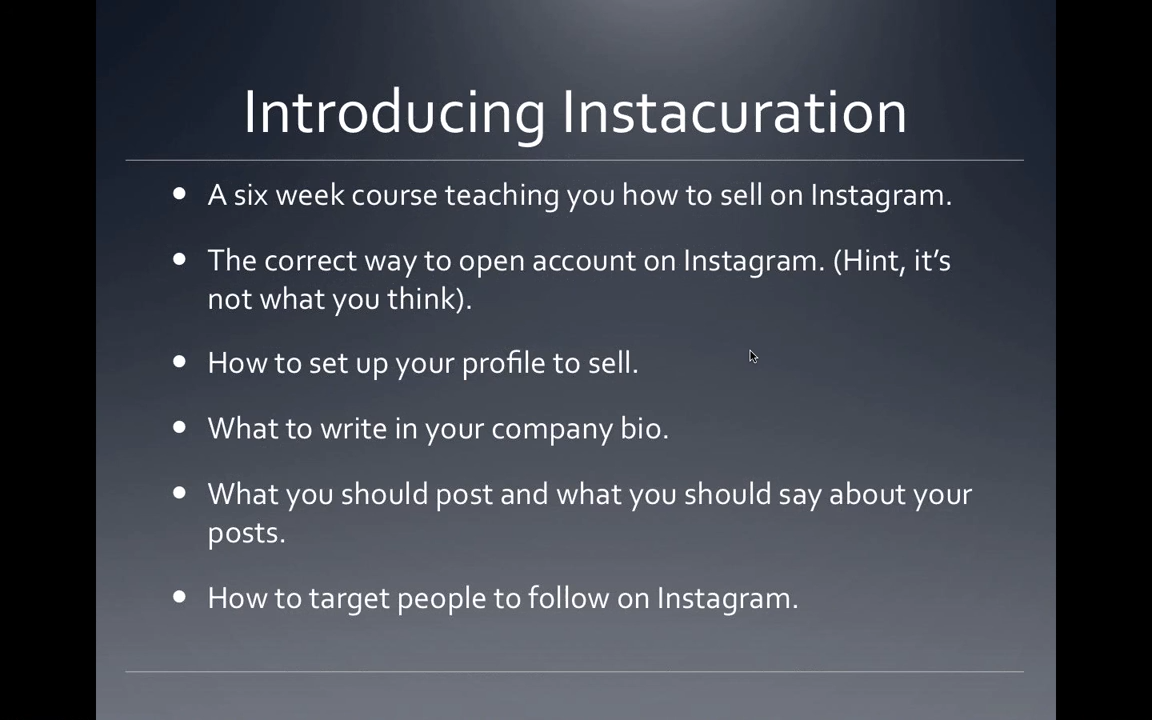 Introducing Instacuration
• A six week course teaching you how to sell on Instagram.
• The correct way to open account on Instagram. (Hint, it’s
not what you think).
• How to set up your profile to sell.
• What to write in your company bio.
• What you should post and what you should say about your
posts.
• How to target people to follow on Instagram.